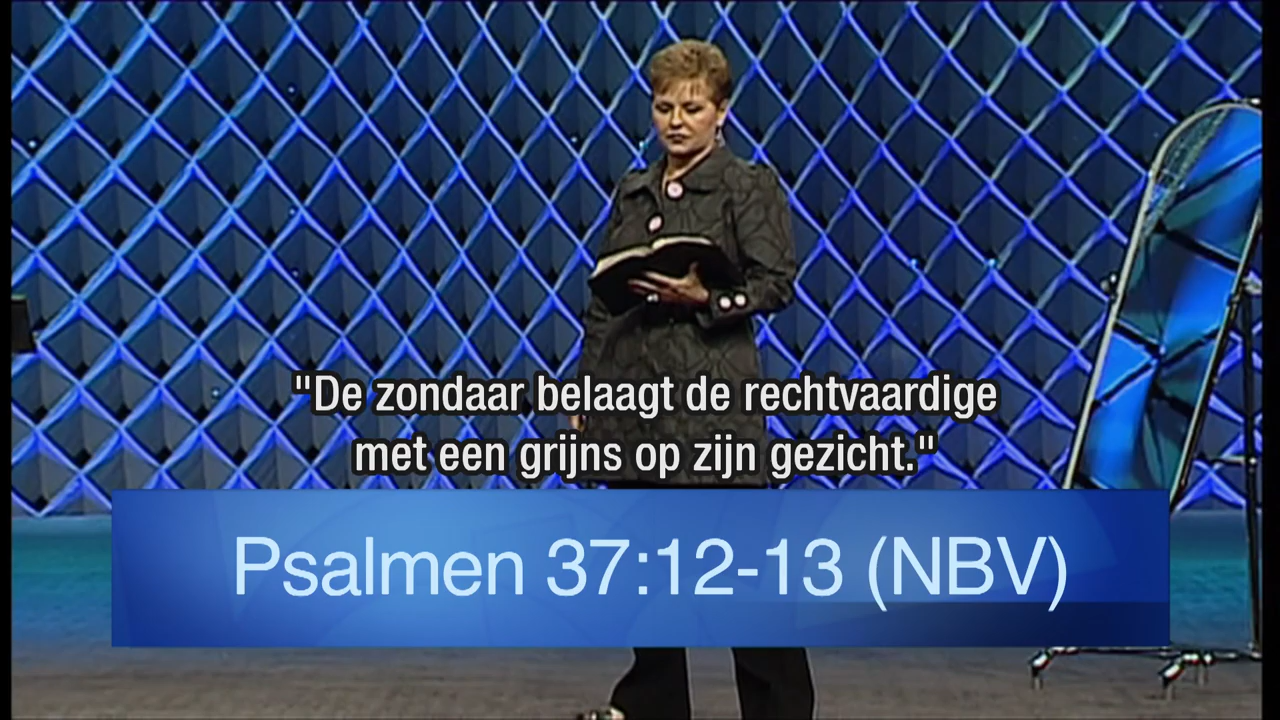 "De zondaar belaagt de rechtvaardige
met een grijns op zijn gezicht."
Psalmen 37:12-13 (NBV)